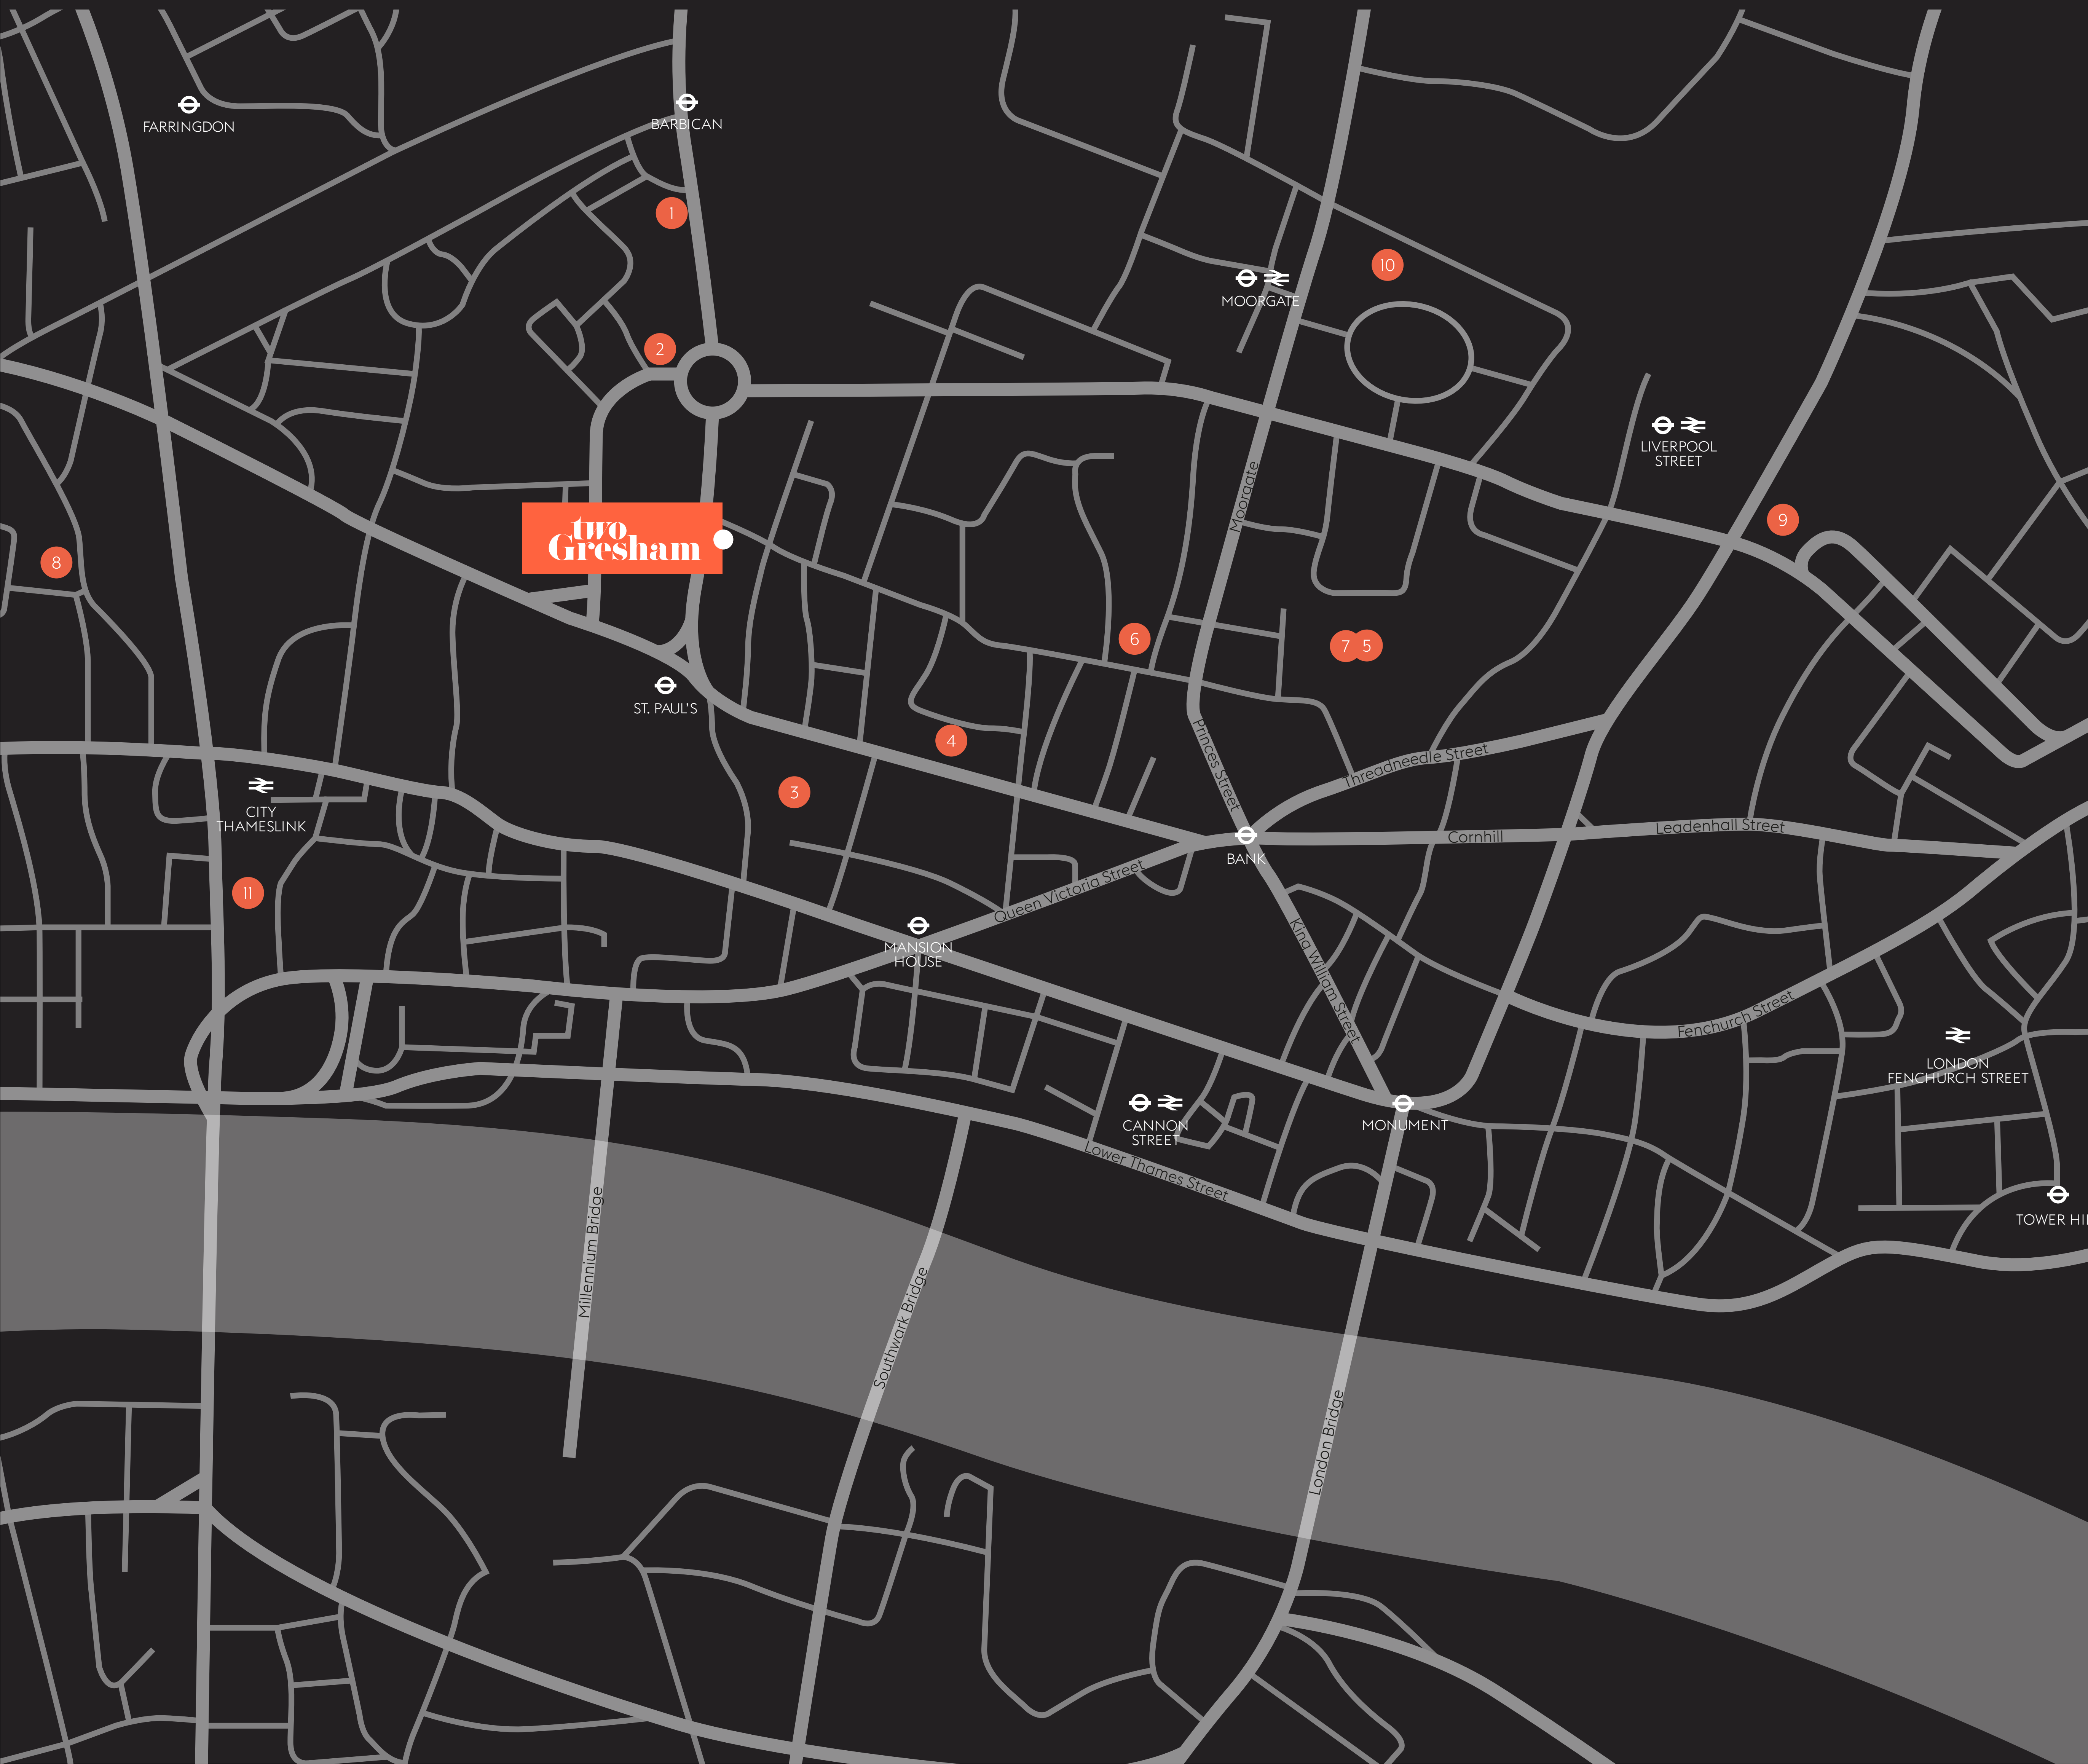 FARRINGDON
BARBICAN
1
10
MOORGATE
2
LIVERPOOL
STREET
Moorgate
9
two
Gresham
8
6
7
5
ST. PAUL'S
4
Princes Street
Threadneedle Street
3
CITY
THAMESLINK
Leadenhall Street
Cornhill
BANK
11
Queen Victoria Street
MANSION
HOUSE
King William Street
Fenchurch Street
LONDON
FENCHURCH STREET
CANNON
STREET
MONUMENT
Lower Thames Street
TOWER HIL
Millennium Bridge
Southwark Bridge
London Bridge